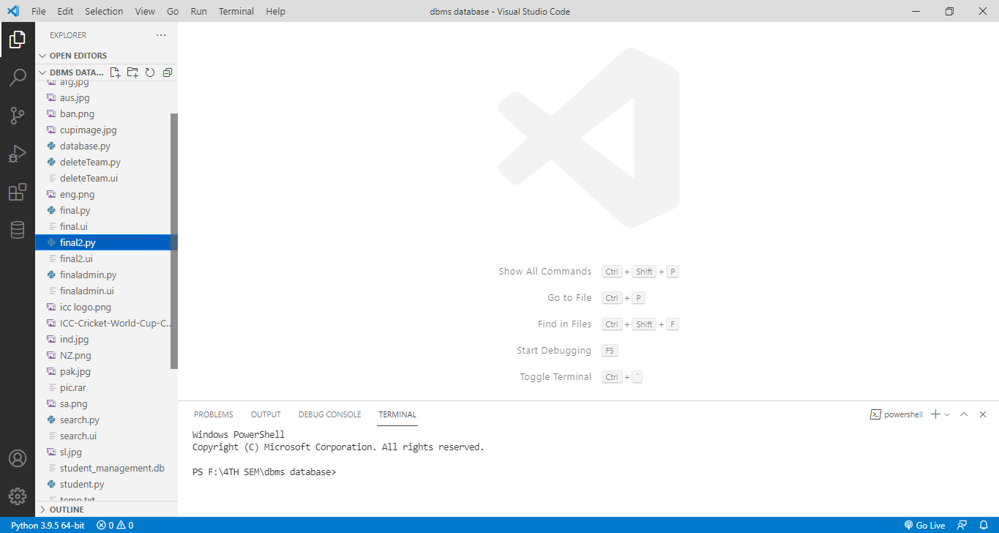 File Edit Selection View Go Run Terminal Help dbms database - Visual Studio Code
EXPLORER ...
OPEN EDITORS
DBMS DATA...
afg.jpg
aus.jpg
ban.png
cupimage.jpg
database.py
deleteTeam.py
deleteTeam.ui
eng.png
final.py
final.ui
final2.py
final2.ui
finaladmin.py
finaladmin.ui
icc logo.png
ICC-Cricket-World-Cup-C...
ind.jpg
NZ.png
pak.jpg
pic.rar
sa.png
search.py
search.ui
sl.jpg
student_management.db
student.py
temp.txt
OUTLINE
Show All Commands Ctrl + Shift + P
Go to File Ctrl + P
Find in Files Ctrl + Shift + F
Start Debugging F5
Toggle Terminal Ctrl + `
PROBLEMS OUTPUT DEBUG CONSOLE TERMINAL powershell
Windows PowerShell
Copyright (C) Microsoft Corporation. All rights reserved.
PS F:\4TH SEM\dbms database>
Python 3.9.5 64-bit 0 0 Go Live